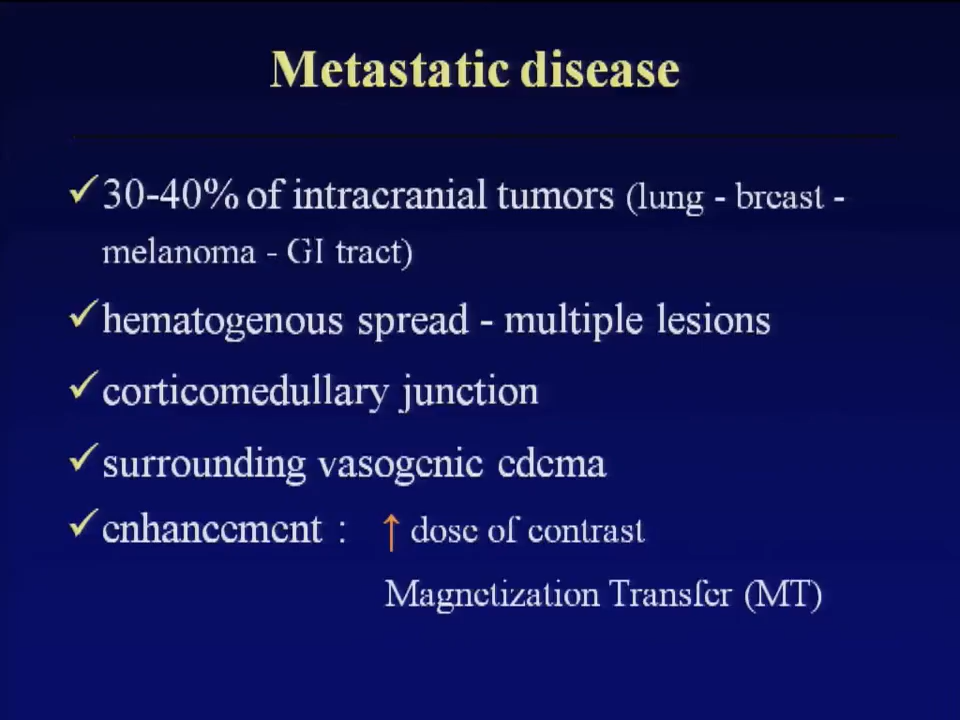 Metastatic disease
✓30-40% of intracranial tumors (lung - breast -
melanoma - GI tract)
✓hematogenous spread - multiple lesions
✓corticomedullary junction
✓surrounding vasogenic edema
✓enhancement : ↑ dose of contrast
Magnetization Transfer (MT)